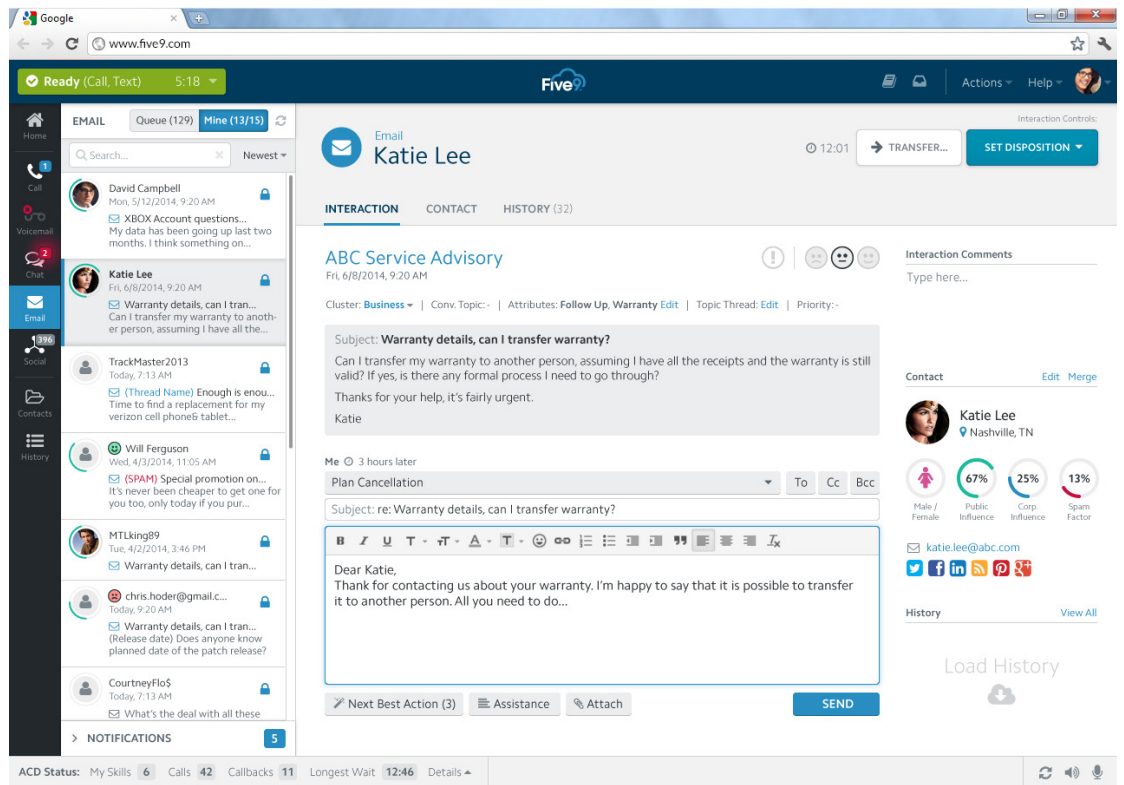 Google
www.five9.com
Ready (Call, Text) 5:18
Five9
Actions Help
Home
Call 1
Voicemail
Chat 2
Email
Social 396
Contacts
History
EMAIL Queue (129) Mine (13/15)
Search... Newest
David Campbell
Mon, 5/12/2014, 9:20 AM
XBOX Account questions...
My data has been going up last two
months. I think something on...
Katie Lee
Fri, 6/8/2014, 9:20 AM
Warranty details, can I tran...
Can I transfer my warranty to anoth-
er person, assuming I have all the...
TrackMaster2013
Today, 7:13 AM
(Thread Name) Enough is enou...
Time to find a replacement for my
verizon cell phone& tablet...
Will Ferguson
Wed, 4/3/2014, 11:05 AM
(SPAM) Special promotion on...
It's never been cheaper to get one for
you too, only today if you pur...
MTLking89
Tue, 4/2/2014, 3:46 PM
Warranty details, can I tran...
chris.hoder@gmail.c...
Today, 9:20 AM
Warranty details, can I tran...
(Release date) Does anyone know
planned date of the patch release?
CourtneyFlo$
Today, 7:13 AM
What's the deal with all these
> NOTIFICATIONS 5
Interaction Controls:
Email
Katie Lee
12:01 TRANSFER... SET DISPOSITION
INTERACTION CONTACT HISTORY (32)
ABC Service Advisory
Fri, 6/8/2014, 9:20 AM
Cluster: Business | Conv. Topic: - | Attributes: Follow Up, Warranty Edit | Topic Thread: Edit | Priority: -
Subject: Warranty details, can I transfer warranty?
Can I transfer my warranty to another person, assuming I have all the receipts and the warranty is still
valid? If yes, is there any formal process I need to go through?
Thanks for your help, it's fairly urgent.
Katie
Me 3 hours later
Plan Cancellation To Cc Bcc
Subject: re: Warranty details, can I transfer warranty?
B I U T T A T
Dear Katie,
Thank for contacting us about your warranty. I'm happy to say that it is possible to transfer
it to another person. All you need to do...
Next Best Action (3) Assistance Attach SEND
Interaction Comments
Type here...
Contact Edit Merge
Katie Lee
Nashville, TN
67% 25% 13%
Male / Female
Public Influence
Corp. Influence
Spam Factor
katie.lee@abc.com
History View All
Load History
ACD Status: My Skills 6 Calls 42 Callbacks 11 Longest Wait 12:46 Details